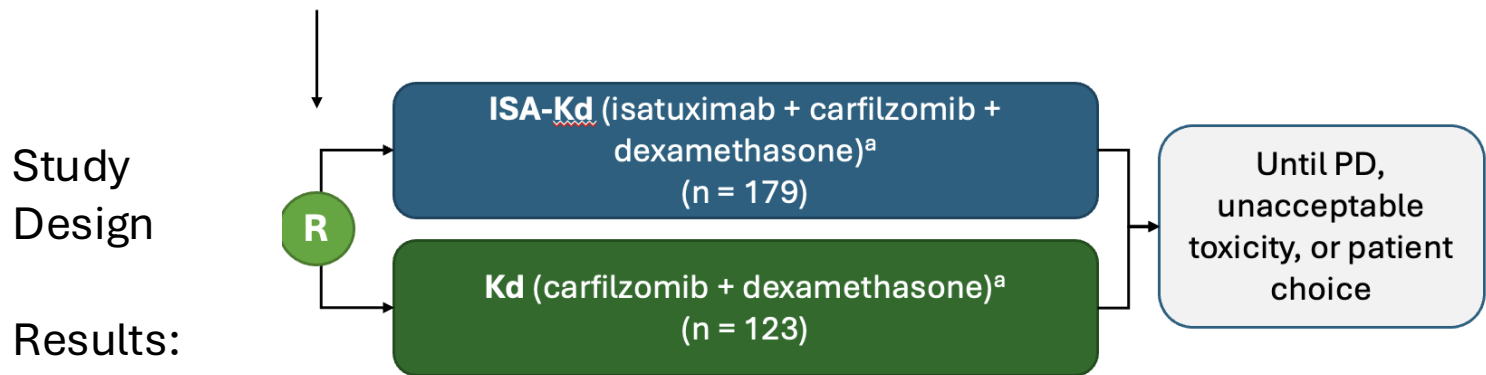 Study
Design
Results:
R
ISA-Kd (isatuximab + carfilzomib +
dexamethasone)ᵃ
(n = 179)
Kd (carfilzomib + dexamethasone)ᵃ
(n = 123)
Until PD,
unacceptable
toxicity, or patient
choice